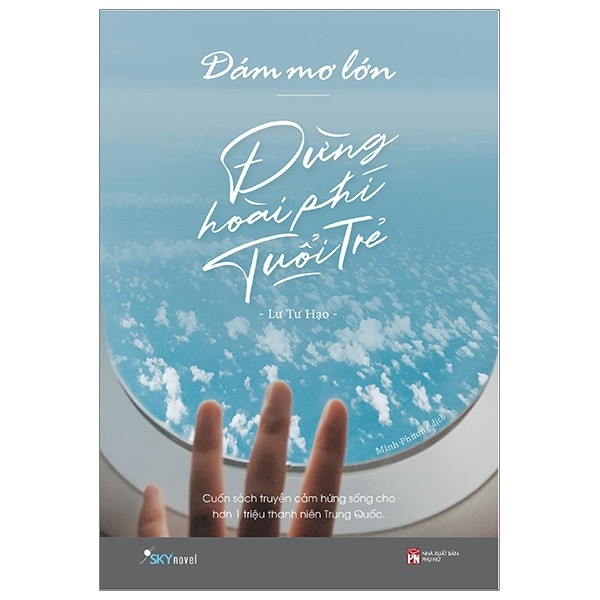 Dám mơ lớn
Đừng
hoài phí
Tuổi Trẻ
- Lư Tư Hạo -
Minh Phương dịch
Cuốn sách truyền cảm hứng sống cho
hơn 1 triệu thanh niên Trung Quốc.
SKYnovel
PN
NHÀ XUẤT BẢN
PHỤ NỮ